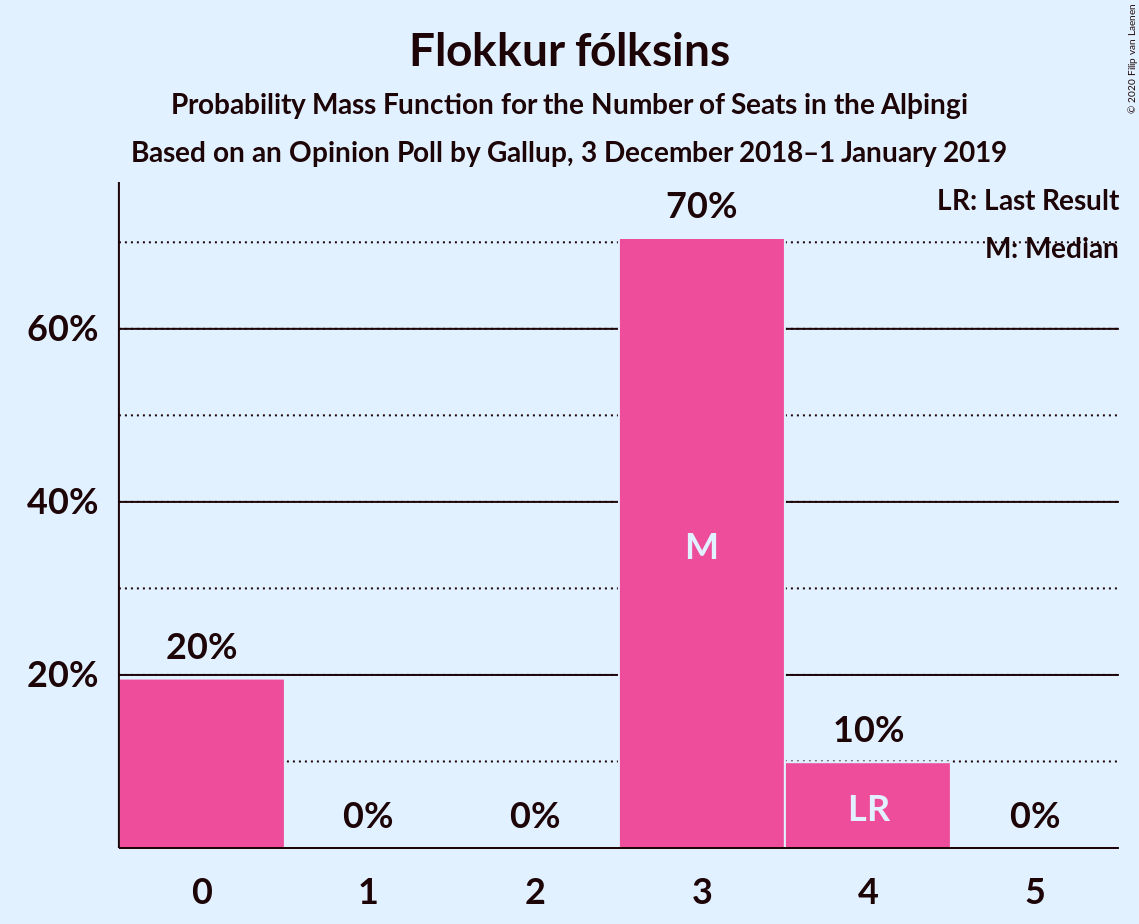 Flokkur fólksins
Probability Mass Function for the Number of Seats in the Alþingi
Based on an Opinion Poll by Gallup, 3 December 2018–1 January 2019
© 2020 Filip van Laenen
LR: Last Result
M: Median
70%
60%
40%
M
20%
20%
10%
LR
0%
0%
0%
0 1 2 3 4 5